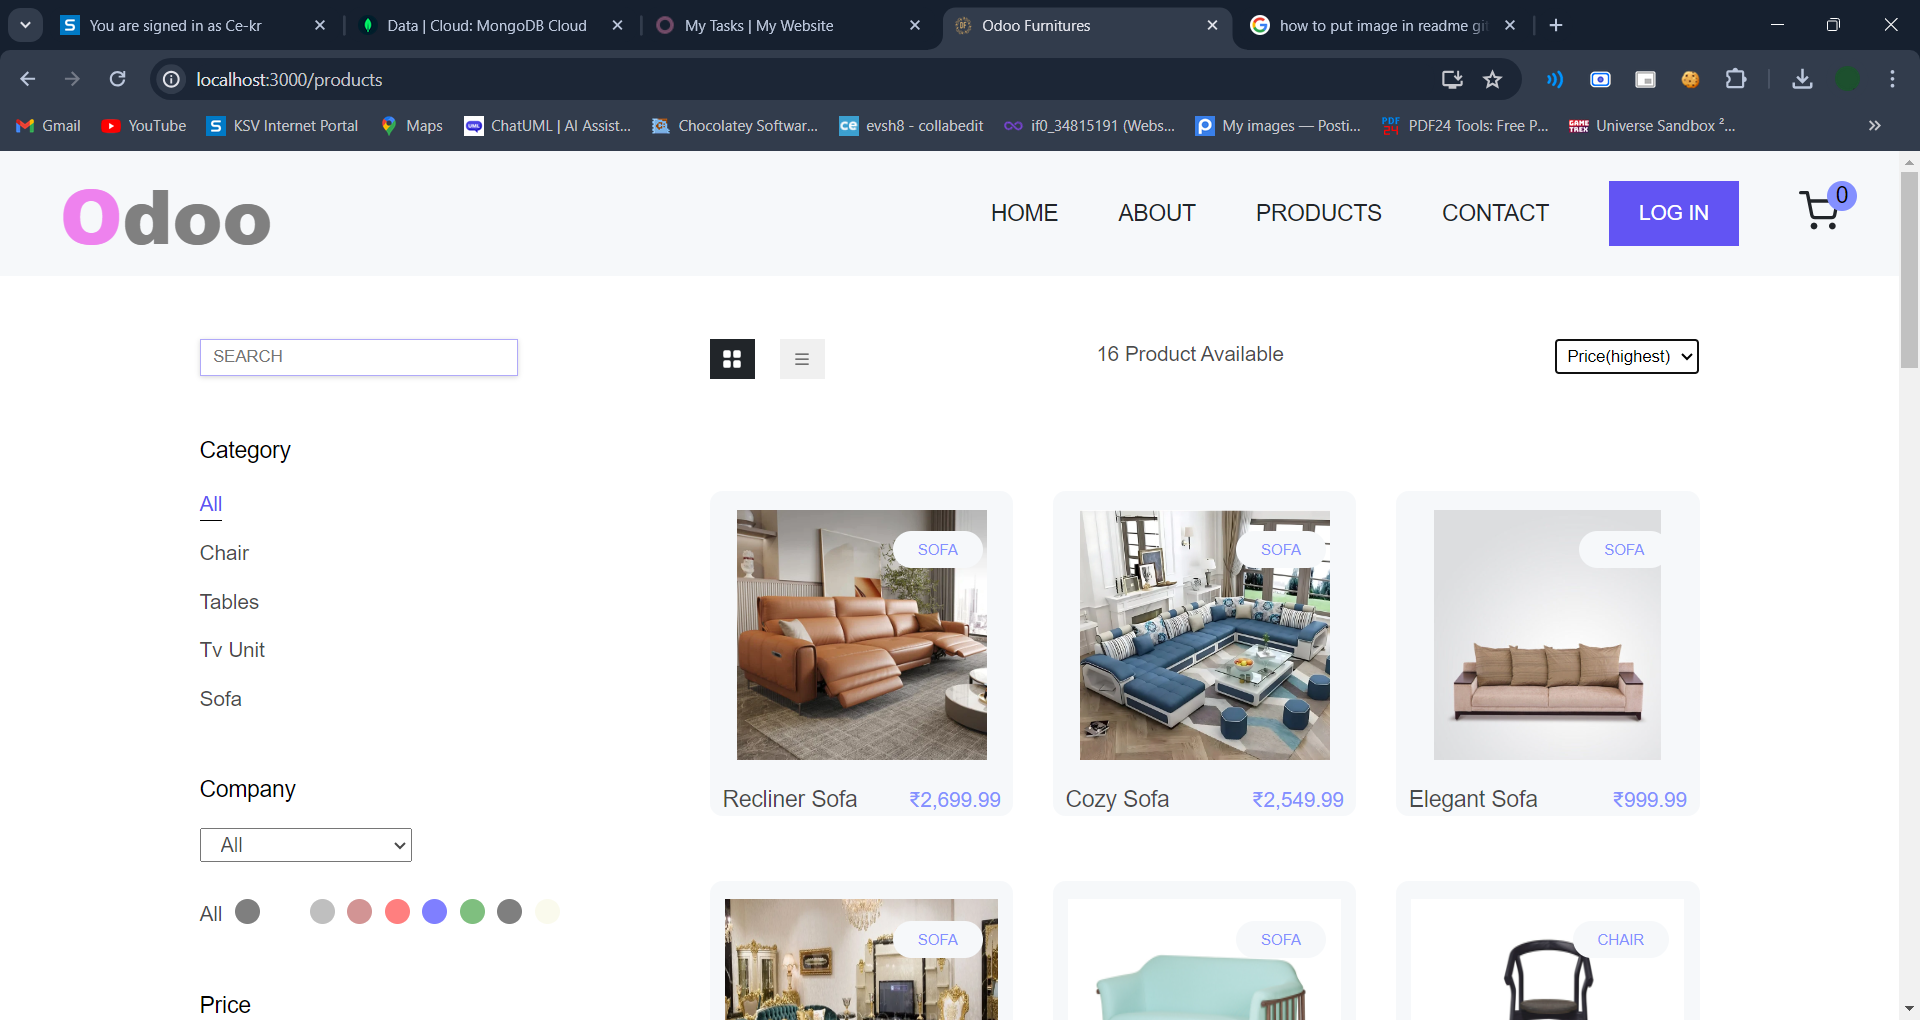 You are signed in as Ce-kr
Data | Cloud: MongoDB Cloud
My Tasks | My Website
Odoo Furnitures
how to put image in readme gi
localhost:3000/products
Gmail
YouTube
KSV Internet Portal
Maps
ChatUML | AI Assist...
Chocolatey Softwar...
evsh8 - collabedit
if0_34815191 (Webs...
My images — Posti...
PDF24 Tools: Free P...
Universe Sandbox ²...
Odoo
HOME
ABOUT
PRODUCTS
CONTACT
LOG IN
0
SEARCH
16 Product Available
Price(highest)
Category
All
Chair
Tables
Tv Unit
Sofa
Company
All
All
Price
SOFA
SOFA
SOFA
Recliner Sofa ₹2,699.99
Cozy Sofa ₹2,549.99
Elegant Sofa ₹999.99
SOFA
SOFA
CHAIR